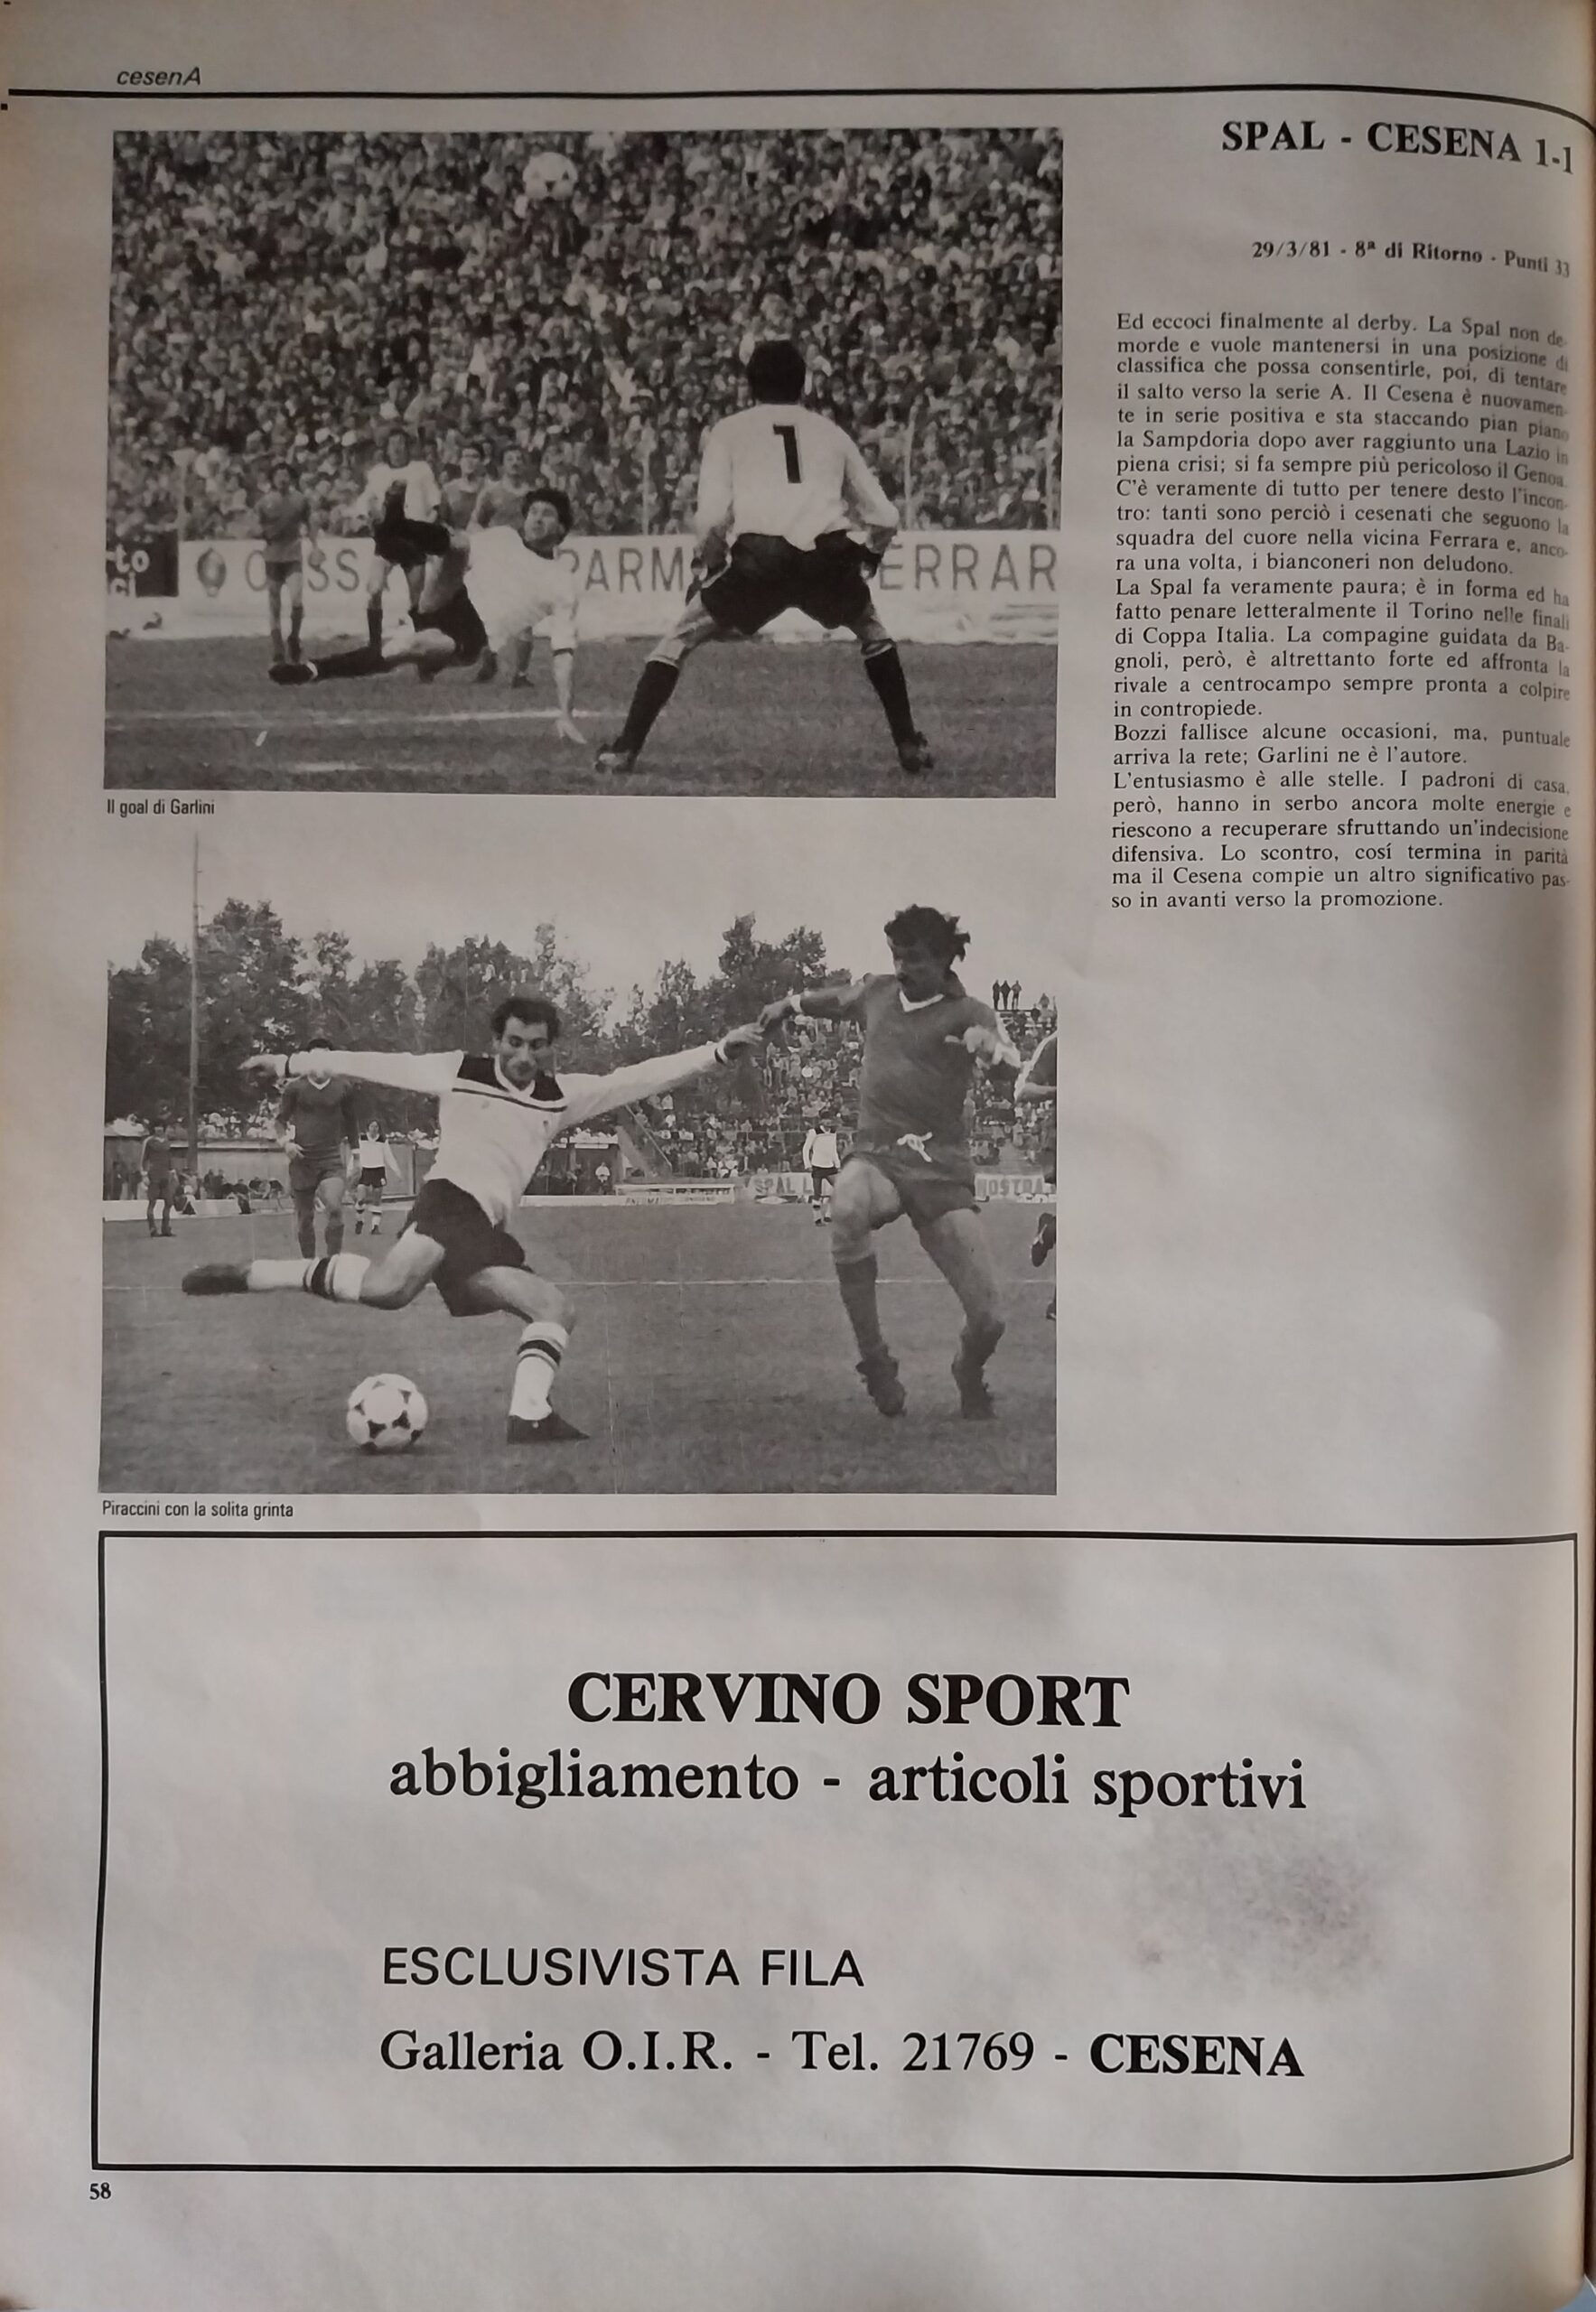 cesenA
SPAL - CESENA 1-1
29/3/81 - 8ª di Ritorno - Punti 33
Ed eccoci finalmente al derby. La Spal non de-
morde e vuole mantenersi in una posizione di
classifica che possa consentirle, poi, di tentare
il salto verso la serie A. Il Cesena è nuovamen-
te in serie positiva e sta staccando pian piano
la Sampdoria dopo aver raggiunto una Lazio in
piena crisi; si fa sempre più pericoloso il Genoa.
C'è veramente di tutto per tenere desto l'incon-
tro: tanti sono perciò i cesenati che seguono la
squadra del cuore nella vicina Ferrara e, anco-
ra una volta, i bianconeri non deludono.
La Spal fa veramente paura; è in forma ed ha
fatto penare letteralmente il Torino nelle finali
di Coppa Italia. La compagine guidata da Ba-
gnoli, però, è altrettanto forte ed affronta la
rivale a centrocampo sempre pronta a colpire
in contropiede.
Bozzi fallisce alcune occasioni, ma, puntuale
arriva la rete; Garlini ne è l'autore.
L'entusiasmo è alle stelle. I padroni di casa,
però, hanno in serbo ancora molte energie e
riescono a recuperare sfruttando un'indecisione
difensiva. Lo scontro, cosí termina in parità
ma il Cesena compie un altro significativo pas-
so in avanti verso la promozione.
1
to
PARM
ERRAR
Il goal di Garlini
SPAL L
NOSTRA
Piraccini con la solita grinta
CERVINO SPORT
abbigliamento - articoli sportivi
ESCLUSIVISTA FILA
Galleria O.I.R. - Tel. 21769 - CESENA
58